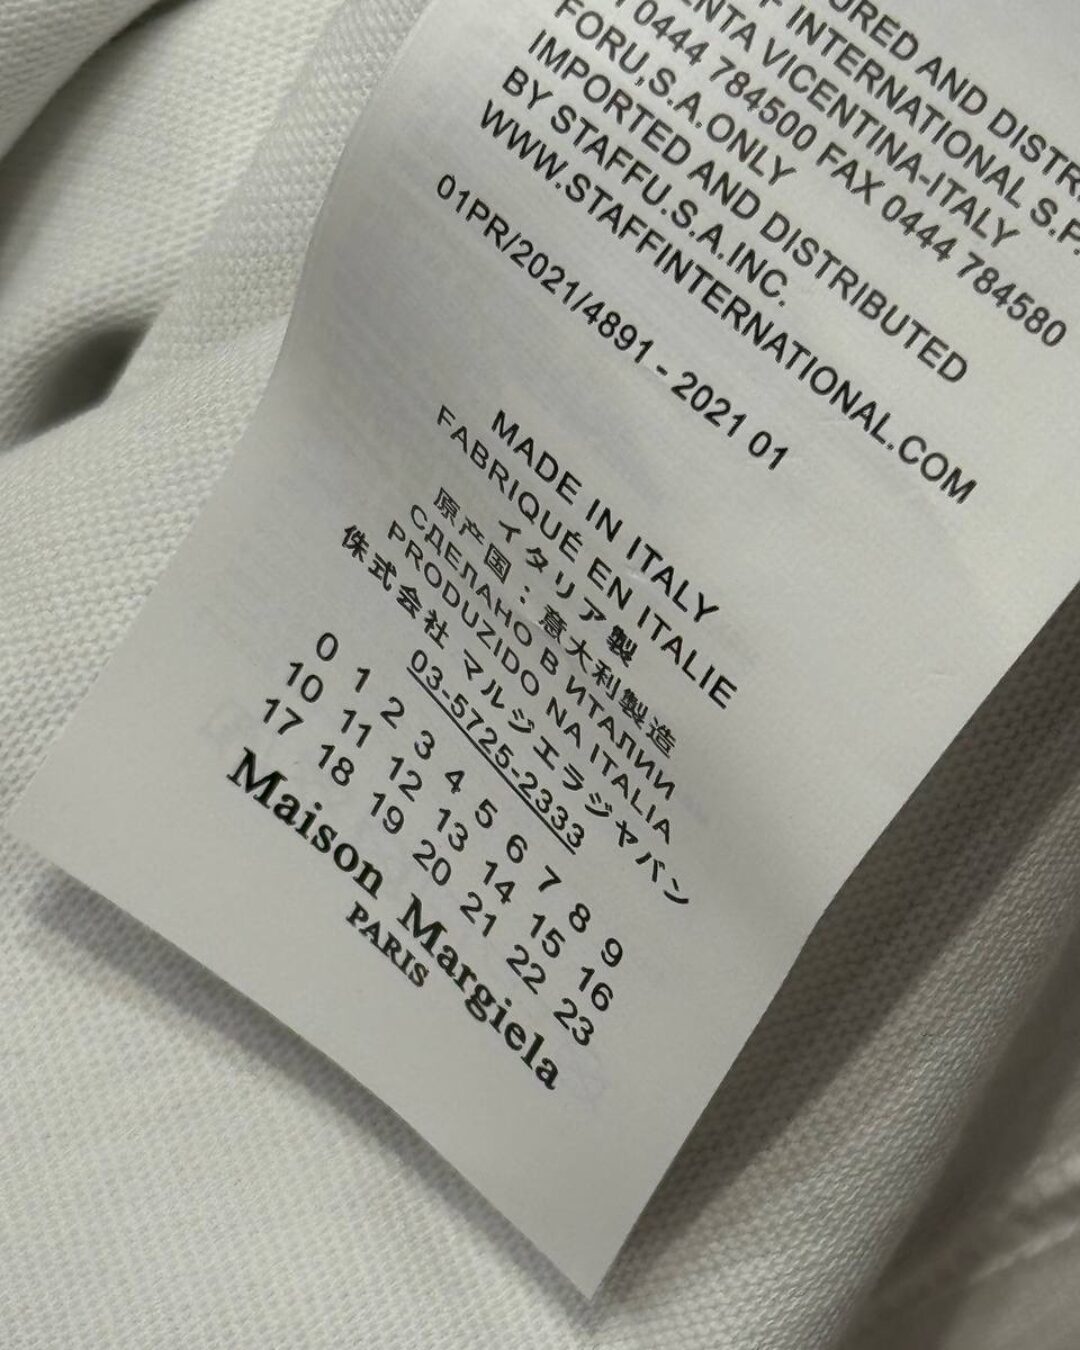 ORED AND DISTR
F INTERNATIONAL S.P.
ENTA VICENTINA-ITALY
0444 784500 FAX 0444 784580
FORU,S.A.ONLY
IMPORTED AND DISTRIBUTED
BY STAFFU.S.A.INC.
WWW.STAFFINTERNATIONAL.COM
01PR/2021/4891 - 2021 01
MADE IN ITALY
FABRIQUÉ EN ITALIE
イタリア製
原产国：意大利製造
СДЕЛАНО В ИТАЛИИ
PRODUZIDO NA ITALIA
侏式会社 マルジエラジャパン
03-5725-2333
0 1 2 3 4 5 6 7 8 9
10 11 12 13 14 15 16
17 18 19 20 21 22 23
Maison Margiela
PARIS